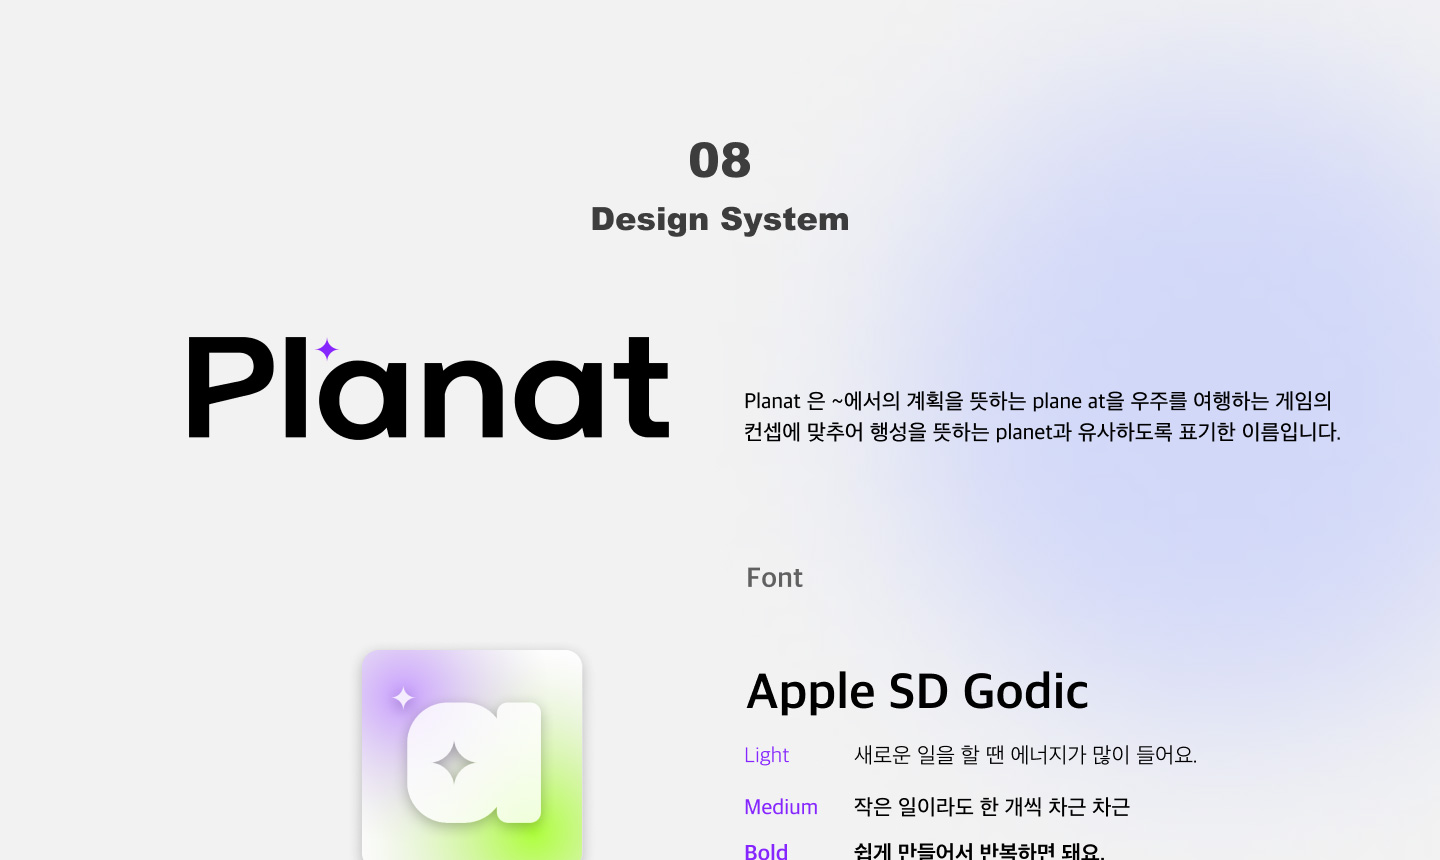 08
Design System
Planat
Planat 은 ~에서의 계획을 뜻하는 plane at을 우주를 여행하는 게임의
컨셉에 맞추어 행성을 뜻하는 planet과 유사하도록 표기한 이름입니다.
Font
a
Apple SD Godic
Light 새로운 일을 할 땐 에너지가 많이 들어요.
Medium 작은 일이라도 한 개씩 차근 차근
Bold 쉽게 만들어서 반복하면 돼요.